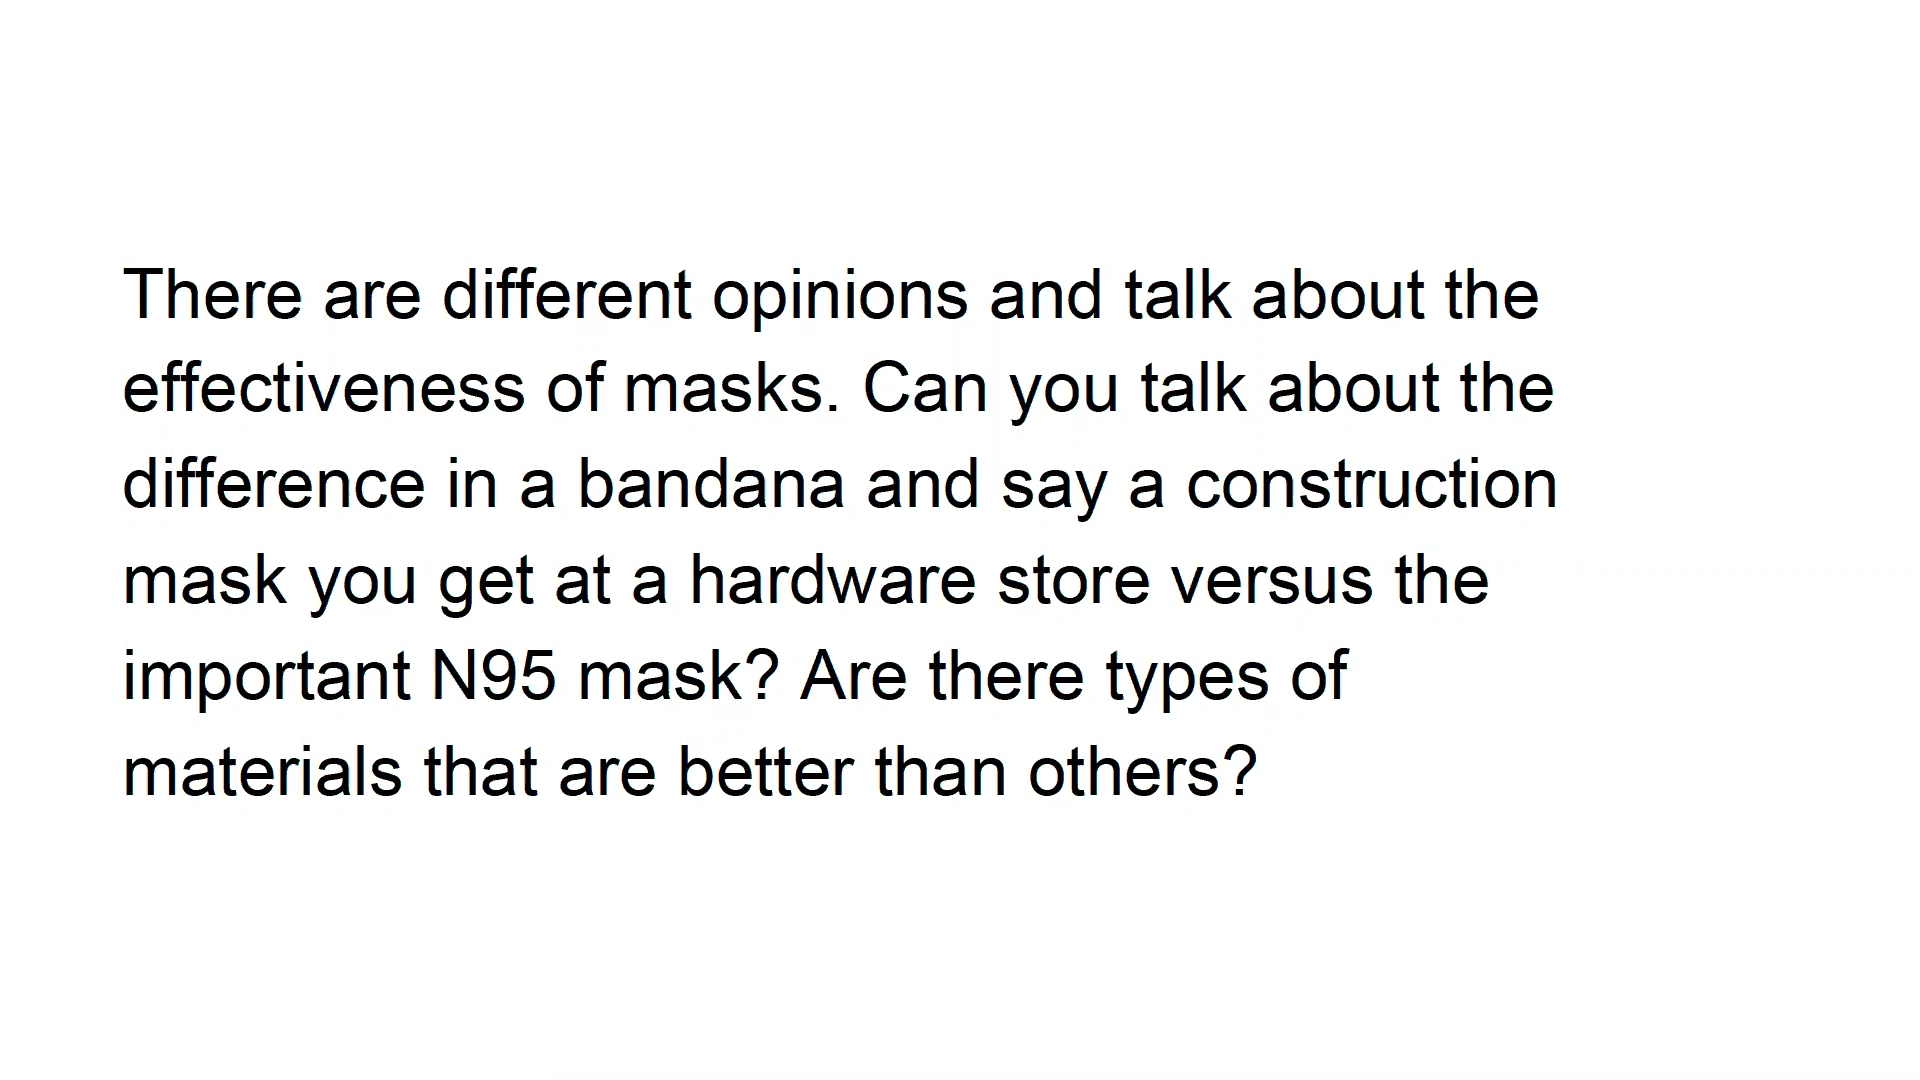 There are different opinions and talk about the
effectiveness of masks. Can you talk about the
difference in a bandana and say a construction
mask you get at a hardware store versus the
important N95 mask? Are there types of
materials that are better than others?